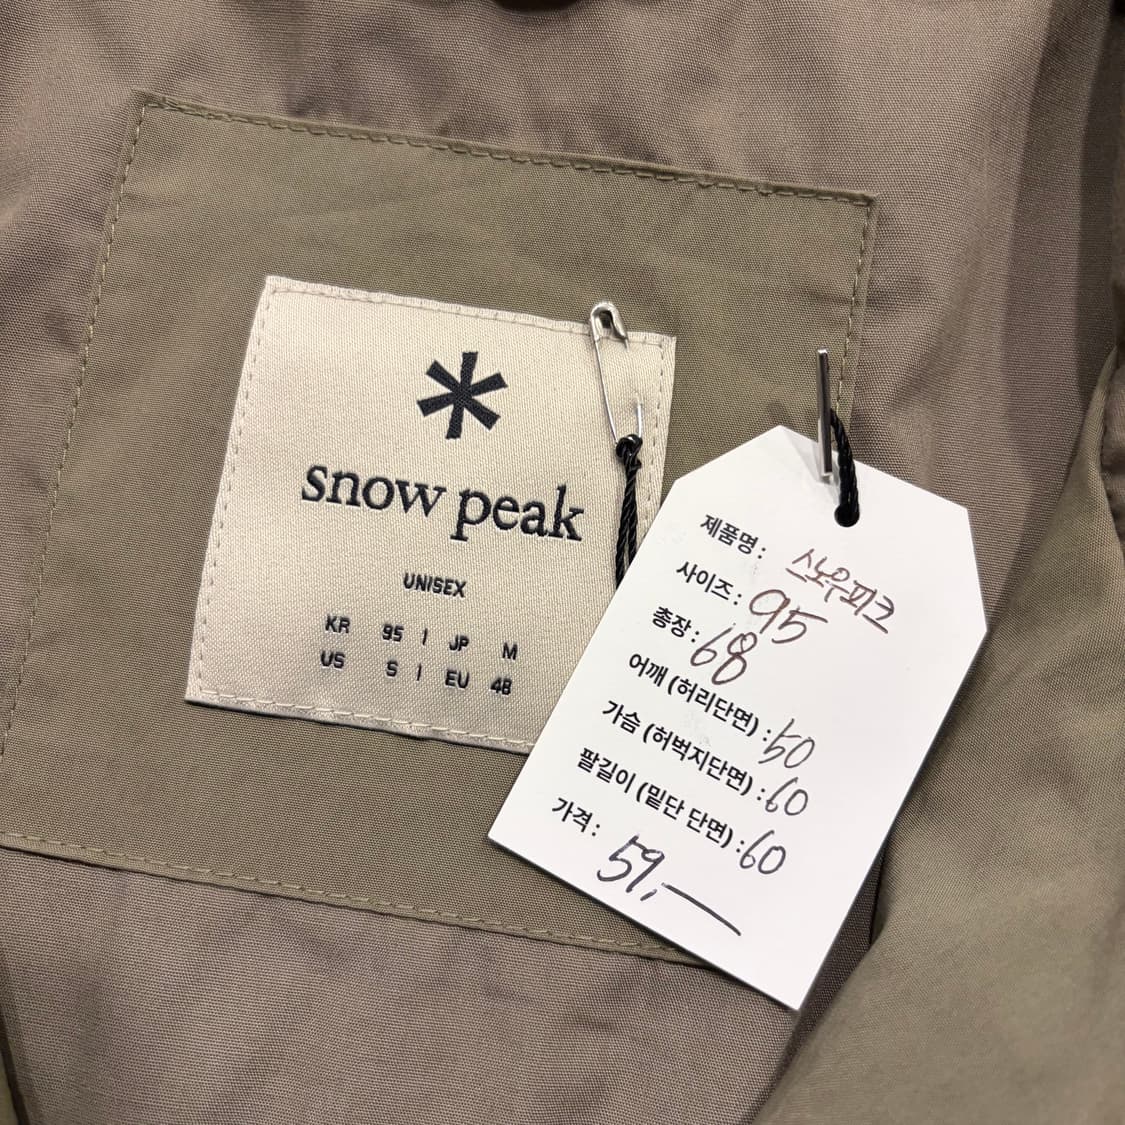 snow peak
UNISEX
KR 95 | JP M
US S | EU 48
제품명: 스노우피크
사이즈: 95
총장: 68
어깨 (허리단면) : 50
가슴 (허벅지단면) : 60
팔길이 (밑단 단면) : 60
가격: 59,—